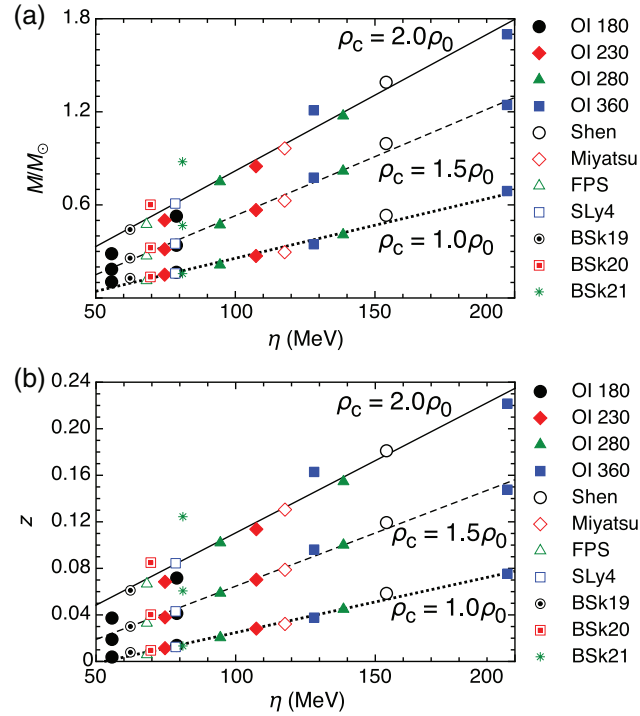 (a)
M/M☉
1.8
1.2
0.6
0
50
100
150
200
η (MeV)
ρc = 2.0ρ0
ρc = 1.5ρ0
ρc = 1.0ρ0
OI 180
OI 230
OI 280
OI 360
Shen
Miyatsu
FPS
SLy4
BSk19
BSk20
BSk21
(b)
z
0.24
0.20
0.16
0.12
0.08
0.04
0
50
100
150
200
η (MeV)
ρc = 2.0ρ0
ρc = 1.5ρ0
ρc = 1.0ρ0
OI 180
OI 230
OI 280
OI 360
Shen
Miyatsu
FPS
SLy4
BSk19
BSk20
BSk21